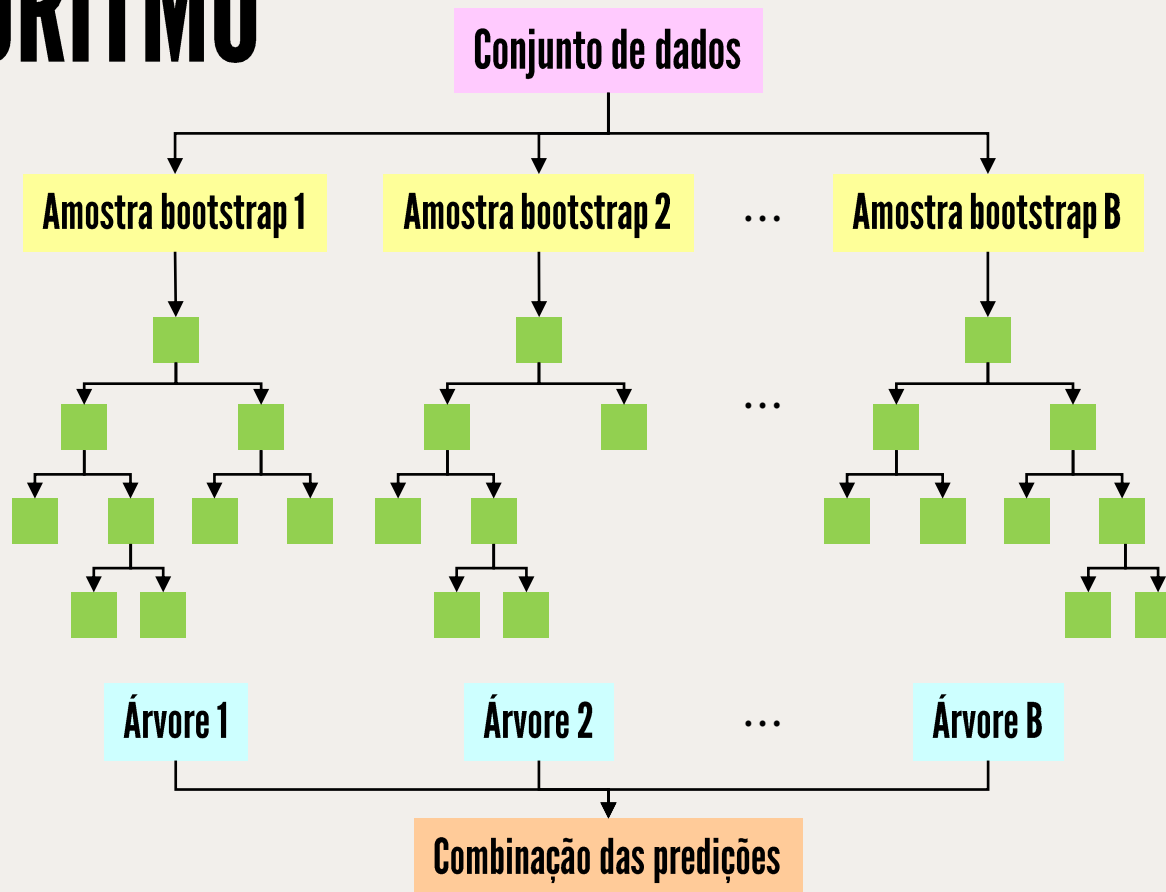 Conjunto de dados
Amostra bootstrap 1
Amostra bootstrap 2
...
Amostra bootstrap B
...
Árvore 1
Árvore 2
...
Árvore B
Combinação das predições